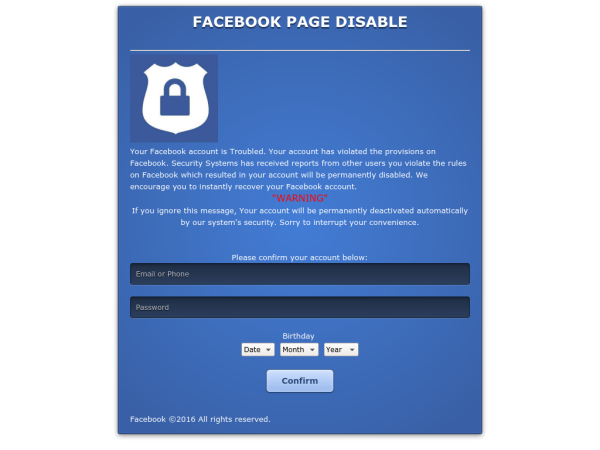 FACEBOOK PAGE DISABLE
Your Facebook account is Troubled. Your account has violated the provisions on
Facebook. Security Systems has received reports from other users you violate the rules
on Facebook which resulted in your account will be permanently disabled. We
encourage you to instantly recover your Facebook account.
"WARNING"
If you ignore this message, Your account will be permanently deactivated automatically
by our system's security. Sorry to interrupt your convenience.
Please confirm your account below:
Email or Phone
Password
Birthday
Date Month Year
Confirm
Facebook ©2016 All rights reserved.